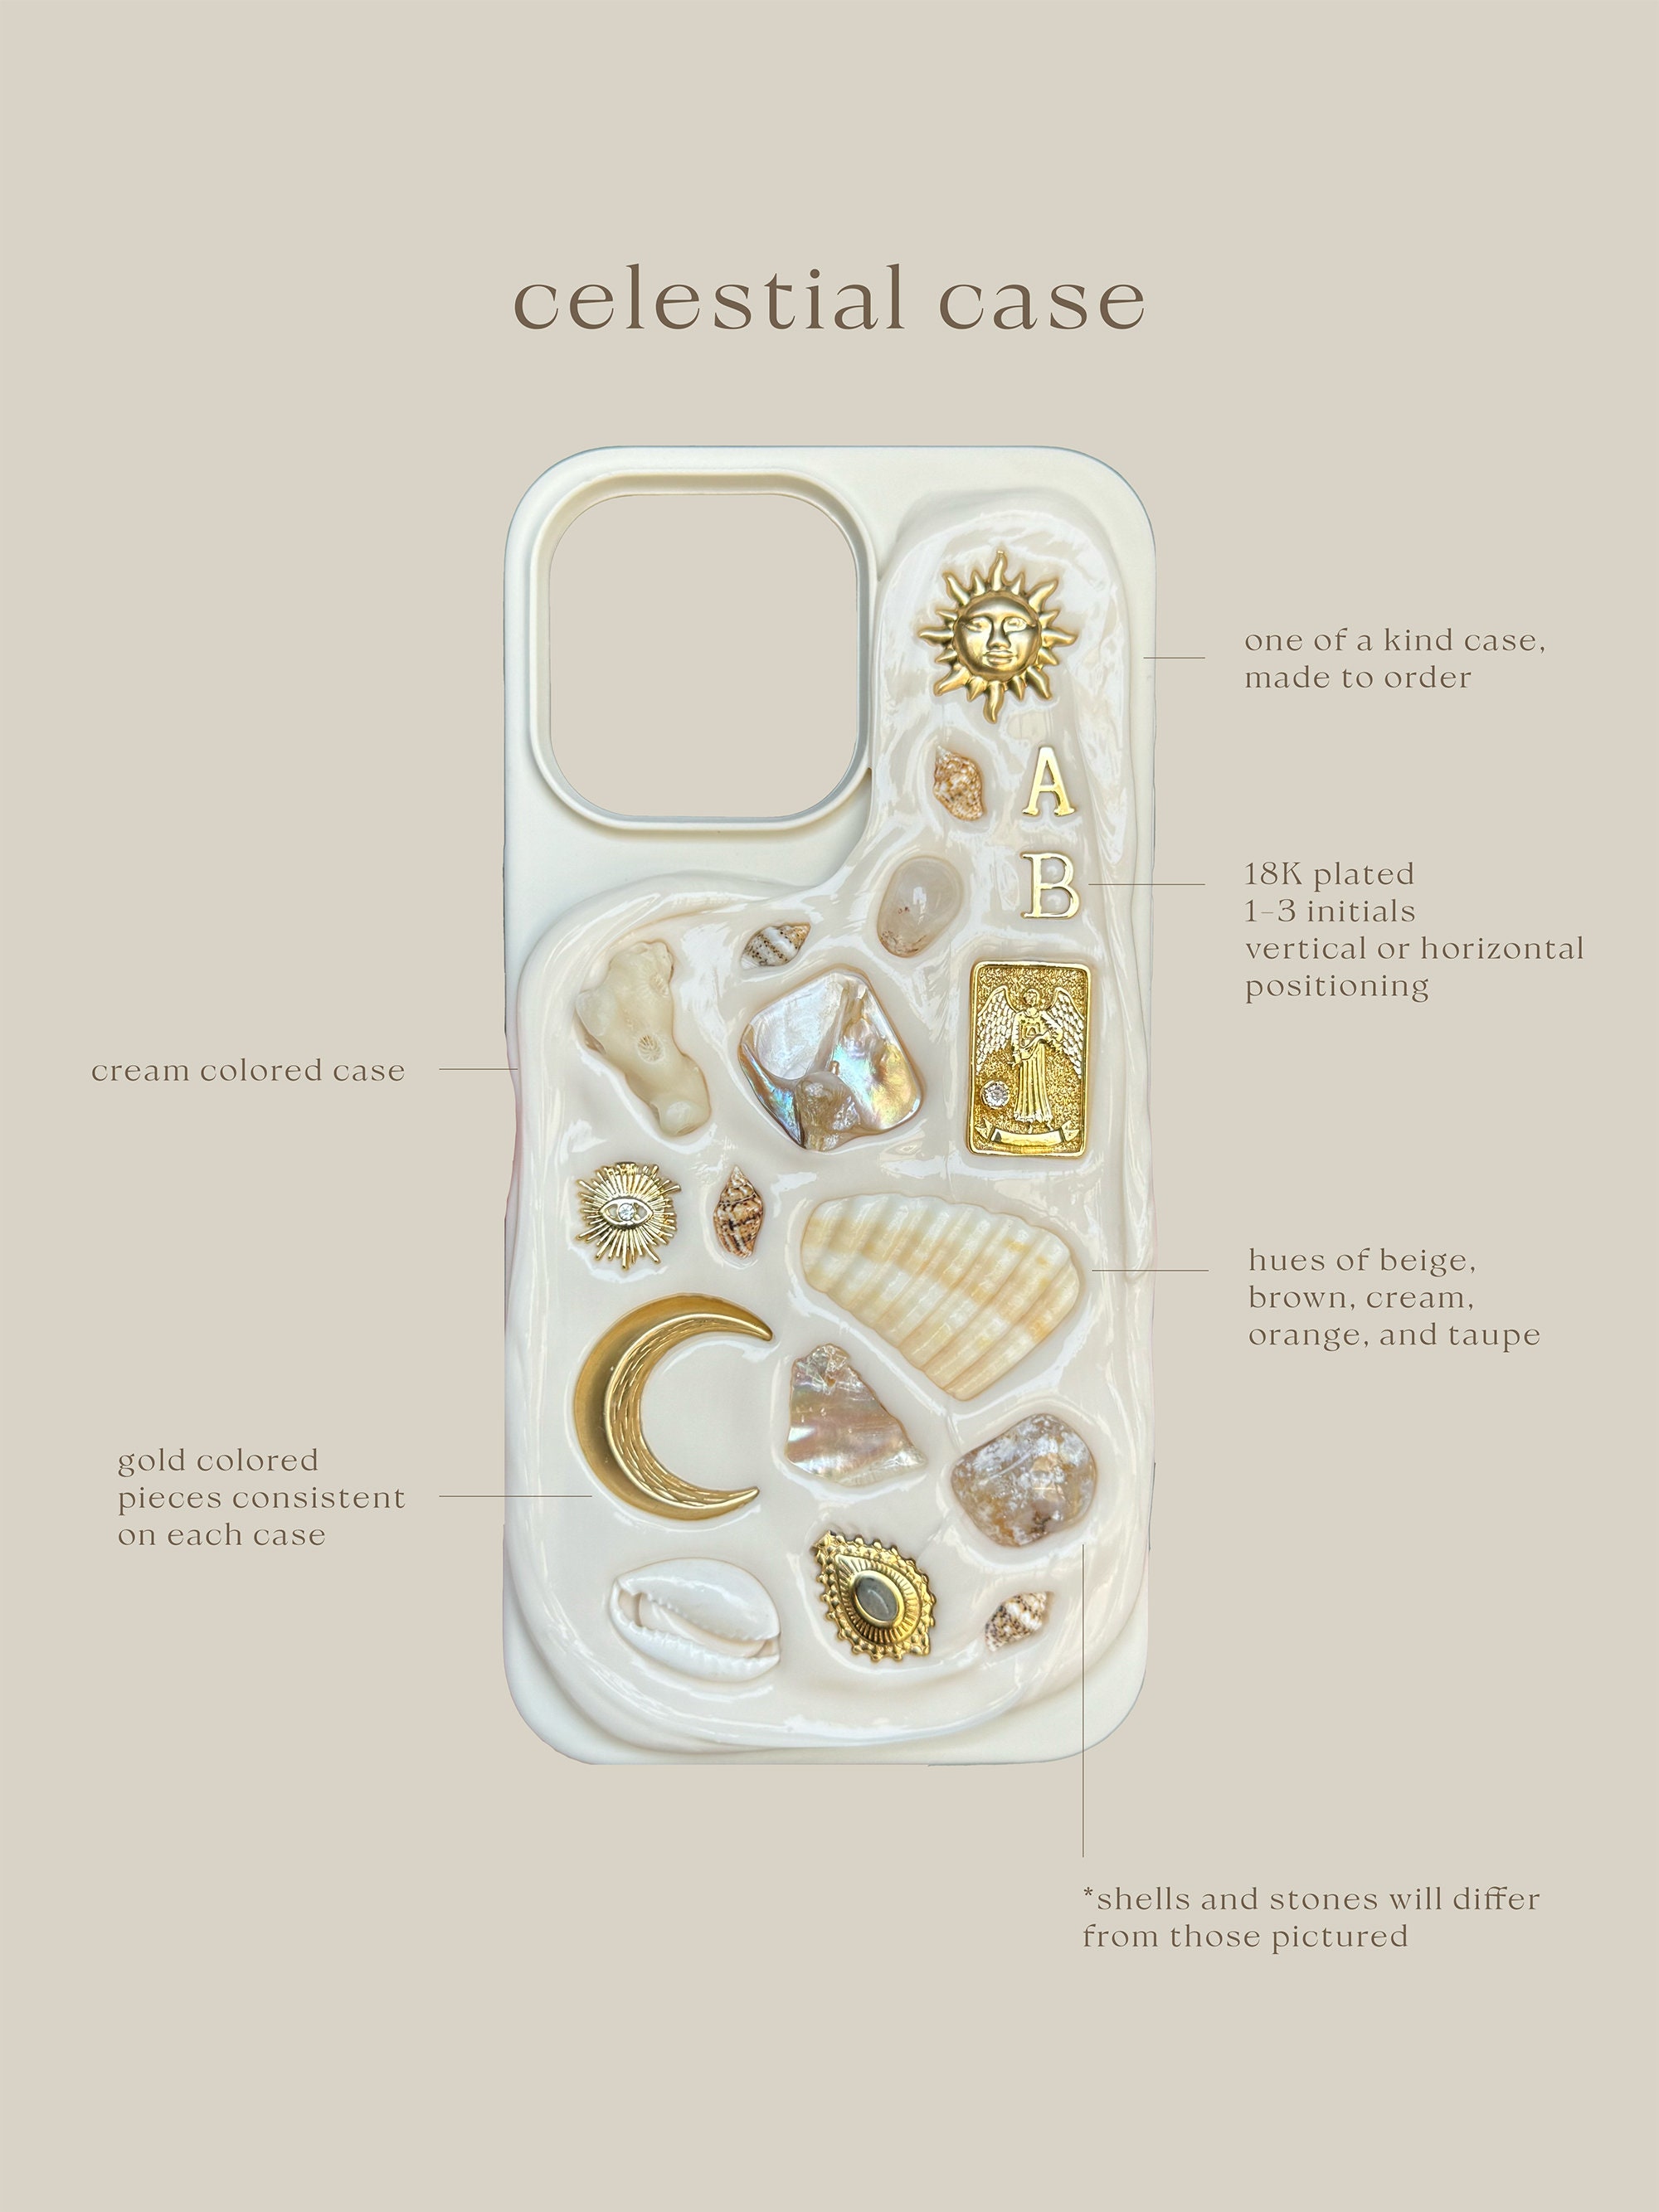 celestial case
one of a kind case,
made to order
A
B
18K plated
1-3 initials
vertical or horizontal
positioning
cream colored case
hues of beige,
brown, cream,
orange, and taupe
gold colored
pieces consistent
on each case
*shells and stones will differ
from those pictured